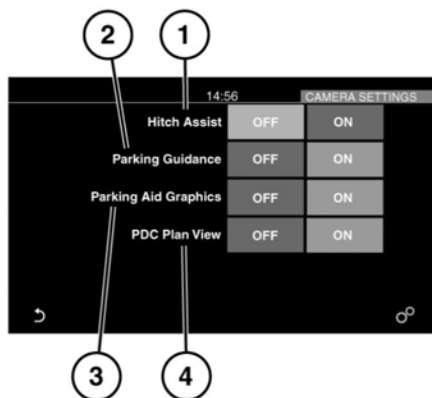 2 1
14:56 CAMERA SETTINGS
Hitch Assist OFF ON
Parking Guidance OFF ON
Parking Aid Graphics OFF ON
PDC Plan View OFF ON
3 4